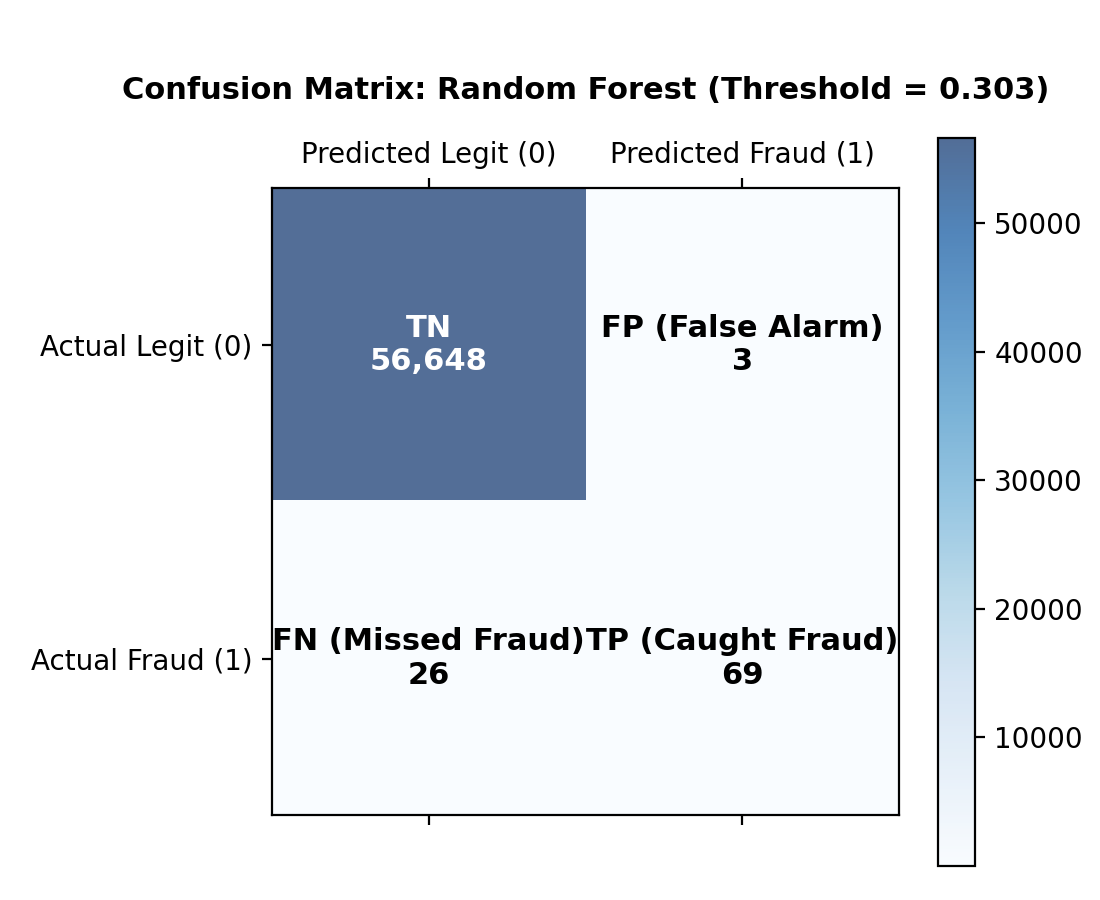 Confusion Matrix: Random Forest (Threshold = 0.303)
Predicted Legit (0) Predicted Fraud (1)
Actual Legit (0)
TN
56,648
FP (False Alarm)
3
Actual Fraud (1)
FN (Missed Fraud)
26
TP (Caught Fraud)
69
50000
40000
30000
20000
10000